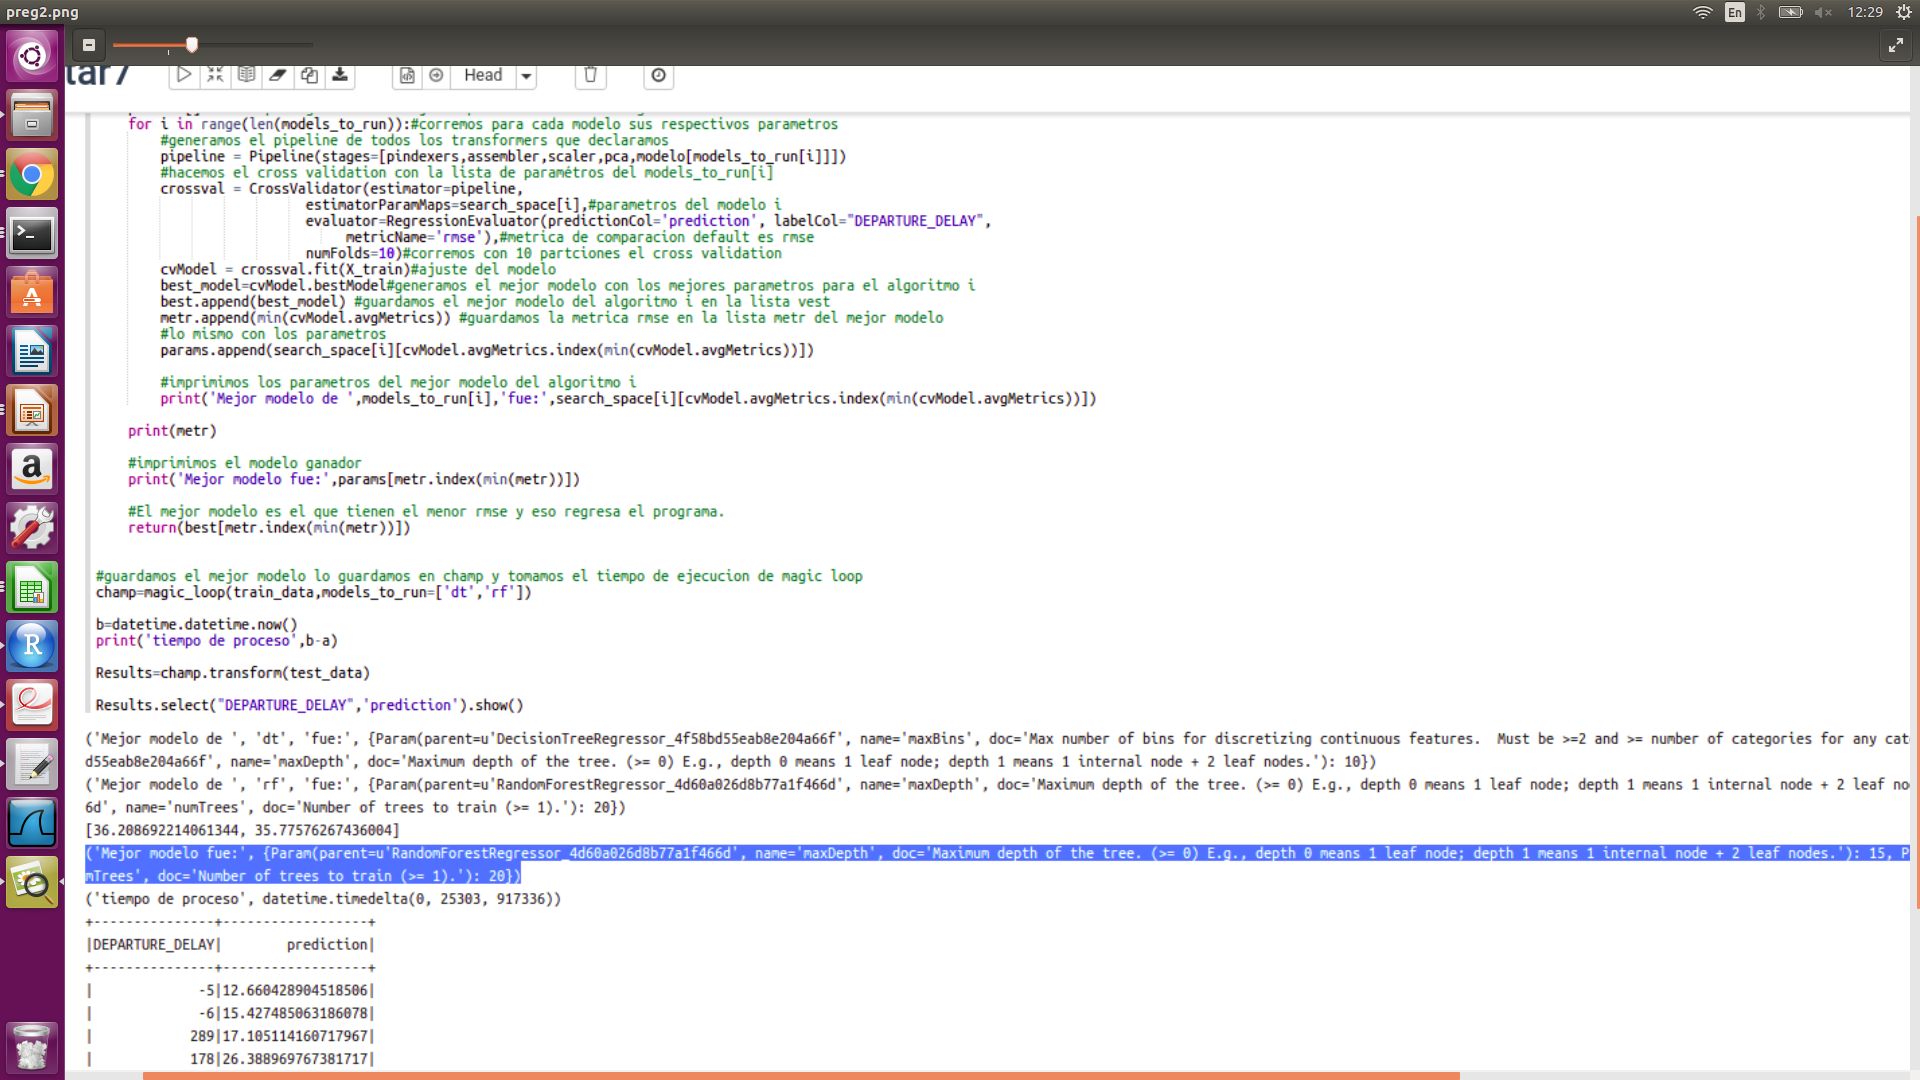 preg2.png
En
12:29
tar7
Head
for i in range(len(models_to_run)):#corremos para cada modelo sus respectivos parametros
#generamos el pipeline de todos los transformers que declaramos
pipeline = Pipeline(stages=[pindexers,assembler,scaler,pca,modelo[models_to_run[i]]])
#hacemos el cross validation con la lista de paramétros del models_to_run[i]
crossval = CrossValidator(estimator=pipeline,
estimatorParamMaps=search_space[i],#parametros del modelo i
evaluator=RegressionEvaluator(predictionCol='prediction', labelCol="DEPARTURE_DELAY",
metricName='rmse'),#metrica de comparacion default es rmse
numFolds=10)#corremos con 10 partciones el cross validation
cvModel = crossval.fit(X_train)#ajuste del modelo
best_model=cvModel.bestModel#generamos el mejor modelo con los mejores parametros para el algoritmo i
best.append(best_model) #guardamos el mejor modelo del algoritmo i en la lista vest
metr.append(min(cvModel.avgMetrics)) #guardamos la metrica rmse en la lista metr del mejor modelo
#lo mismo con los parametros
params.append(search_space[i][cvModel.avgMetrics.index(min(cvModel.avgMetrics))])
#imprimimos los parametros del mejor modelo del algoritmo i
print('Mejor modelo de ',models_to_run[i],'fue:',search_space[i][cvModel.avgMetrics.index(min(cvModel.avgMetrics))])
print(metr)
#imprimimos el modelo ganador
print('Mejor modelo fue:',params[metr.index(min(metr))])
#El mejor modelo es el que tienen el menor rmse y eso regresa el programa.
return(best[metr.index(min(metr))])
#guardamos el mejor modelo lo guardamos en champ y tomamos el tiempo de ejecucion de magic loop
champ=magic_loop(train_data,models_to_run=['dt','rf'])
b=datetime.datetime.now()
print('tiempo de proceso',b-a)
Results=champ.transform(test_data)
Results.select("DEPARTURE_DELAY",'prediction').show()
('Mejor modelo de ', 'dt', 'fue:', {Param(parent=u'DecisionTreeRegressor_4f58bd55eab8e204a66f', name='maxBins', doc='Max number of bins for discretizing continuous features.  Must be >=2 and >= number of categories for any cat
d55eab8e204a66f', name='maxDepth', doc='Maximum depth of the tree. (>= 0) E.g., depth 0 means 1 leaf node; depth 1 means 1 internal node + 2 leaf nodes.'): 10})
('Mejor modelo de ', 'rf', 'fue:', {Param(parent=u'RandomForestRegressor_4d60a026d8b77a1f466d', name='maxDepth', doc='Maximum depth of the tree. (>= 0) E.g., depth 0 means 1 leaf node; depth 1 means 1 internal node + 2 leaf no
6d', name='numTrees', doc='Number of trees to train (>= 1).'): 20})
[36.208692214061344, 35.77576267436004]
('Mejor modelo fue:', {Param(parent=u'RandomForestRegressor_4d60a026d8b77a1f466d', name='maxDepth', doc='Maximum depth of the tree. (>= 0) E.g., depth 0 means 1 leaf node; depth 1 means 1 internal node + 2 leaf nodes.'): 15, P
mTrees', doc='Number of trees to train (>= 1).'): 20})
('tiempo de proceso', datetime.timedelta(0, 25303, 917336))
+---------------+------------------+
|DEPARTURE_DELAY|        prediction|
+---------------+------------------+
|             -5|12.660428904518506|
|             -6|15.427485063186078|
|            289|17.105114160717967|
|            178|26.388969767381717|